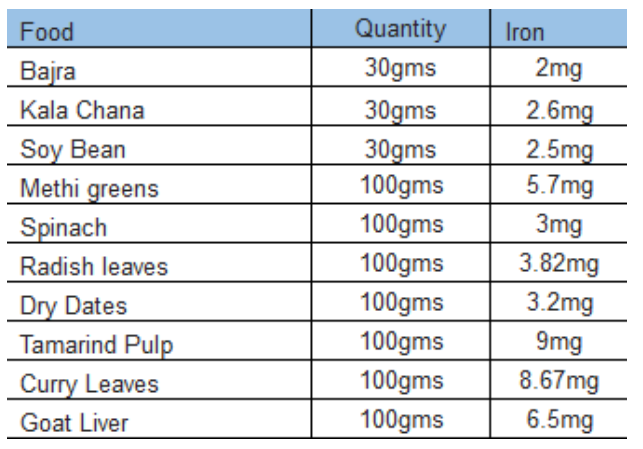 Food Quantity Iron
Bajra 30gms 2mg
Kala Chana 30gms 2.6mg
Soy Bean 30gms 2.5mg
Methi greens 100gms 5.7mg
Spinach 100gms 3mg
Radish leaves 100gms 3.82mg
Dry Dates 100gms 3.2mg
Tamarind Pulp 100gms 9mg
Curry Leaves 100gms 8.67mg
Goat Liver 100gms 6.5mg